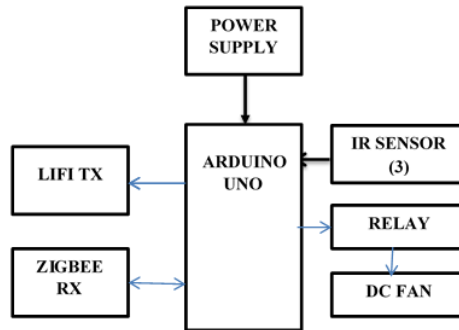 POWER
SUPPLY
ARDUINO
UNO
IR SENSOR
(3)
LIFI TX
RELAY
ZIGBEE
RX
DC FAN